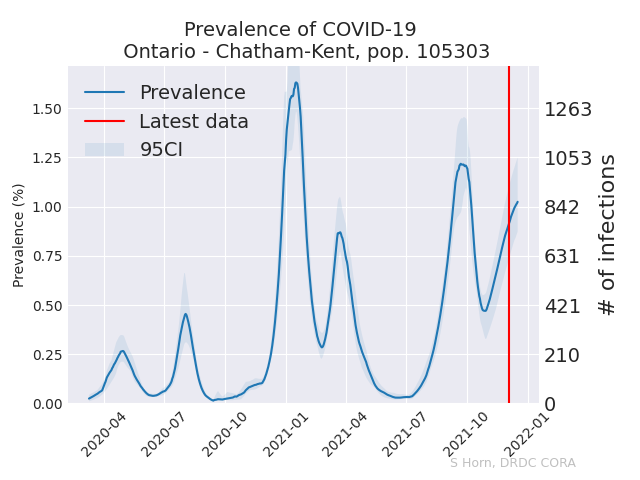 Prevalence of COVID-19
Ontario - Chatham-Kent, pop. 105303
Prevalence
Latest data
95CI
Prevalence (%)
1.50
1.25
1.00
0.75
0.50
0.25
0.00
1263
1053
842
631
421
210
0
# of infections
2020-04
2020-07
2020-10
2021-01
2021-04
2021-07
2021-10
2022-01
S Horn, DRDC CORA